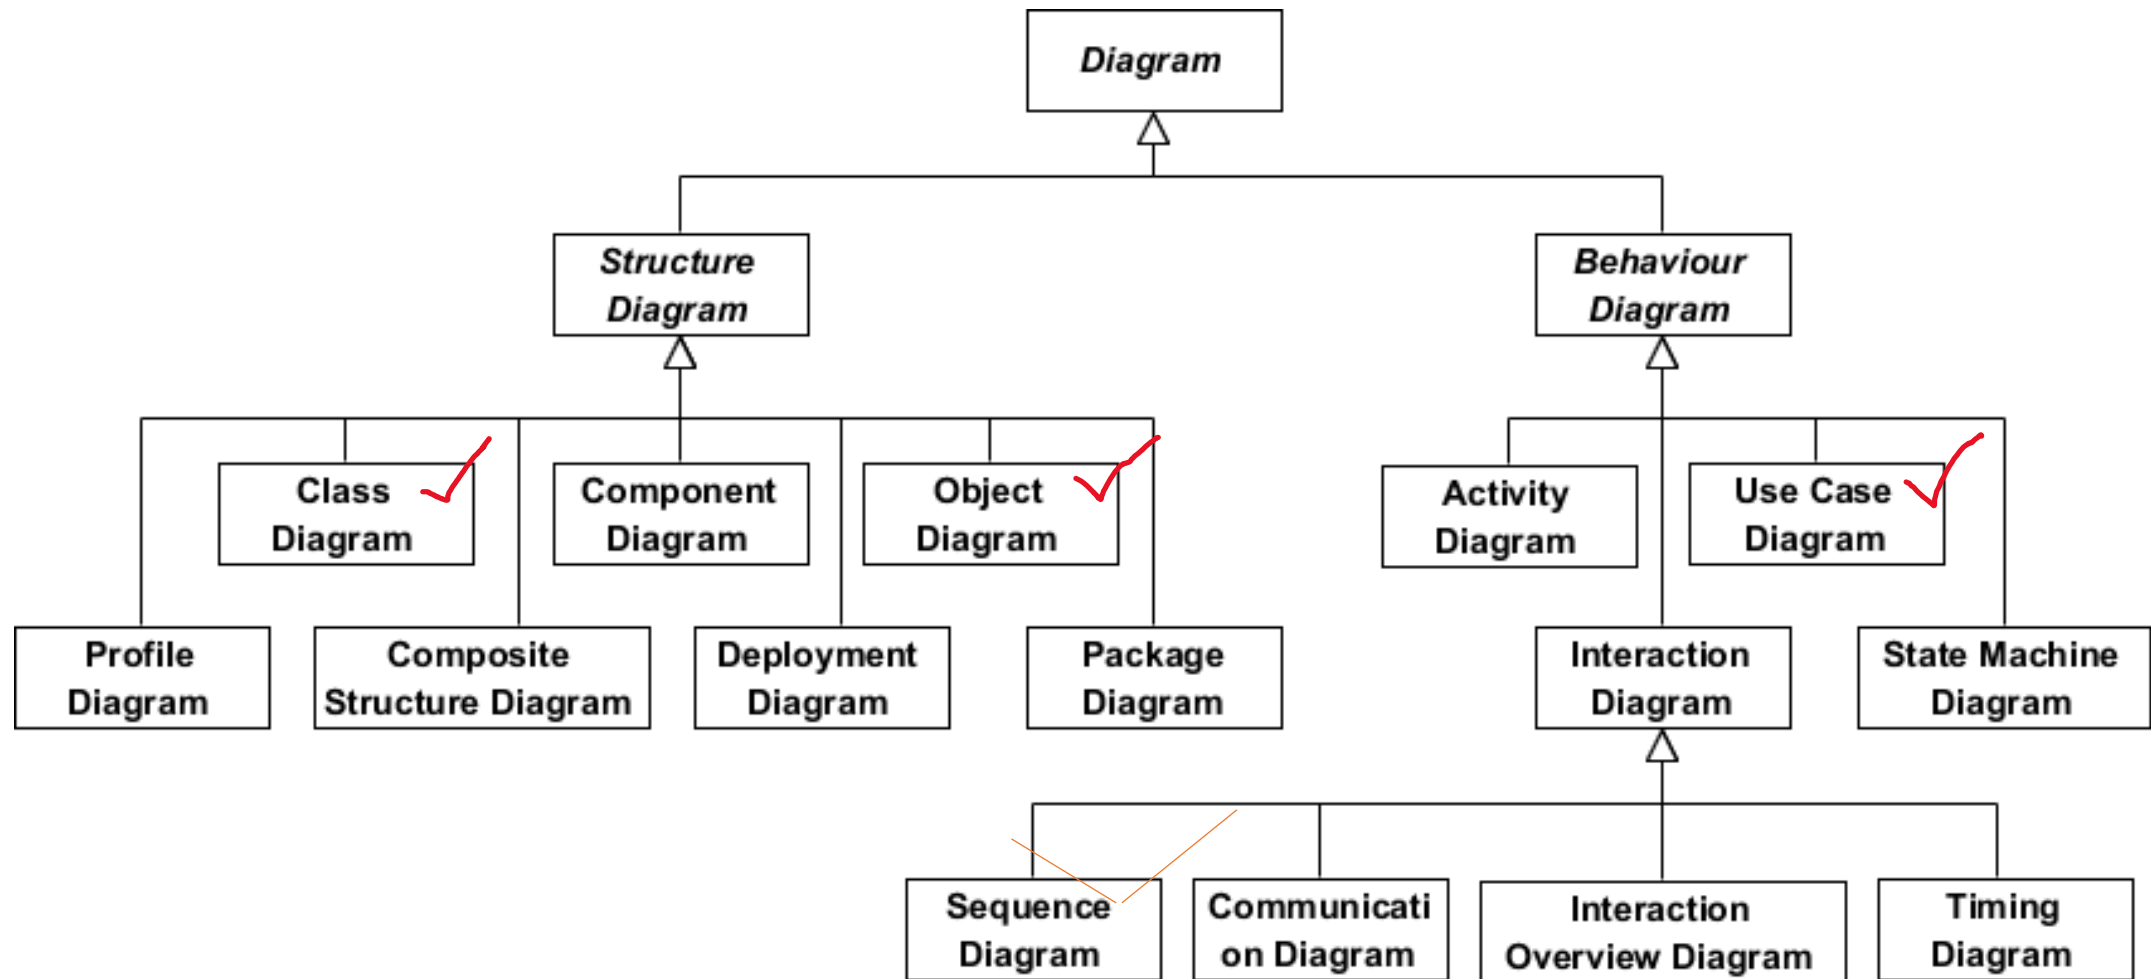 Diagram
Structure
Diagram
Behaviour
Diagram
Class
Diagram
Component
Diagram
Object
Diagram
Activity
Diagram
Use Case
Diagram
Profile
Diagram
Composite
Structure Diagram
Deployment
Diagram
Package
Diagram
Interaction
Diagram
State Machine
Diagram
Sequence
Diagram
Communicati
on Diagram
Interaction
Overview Diagram
Timing
Diagram